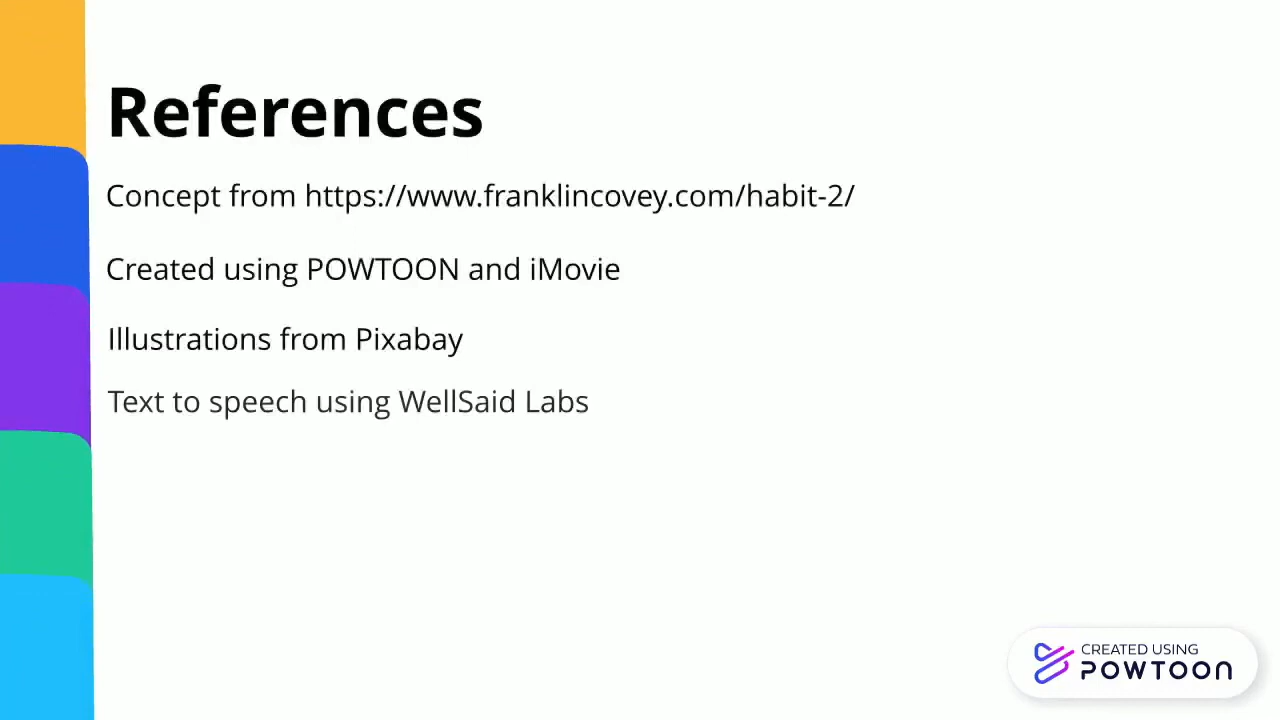 References
Concept from https://www.franklincovey.com/habit-2/
Created using POWTOON and iMovie
Illustrations from Pixabay
Text to speech using WellSaid Labs
CREATED USING
POWTOON